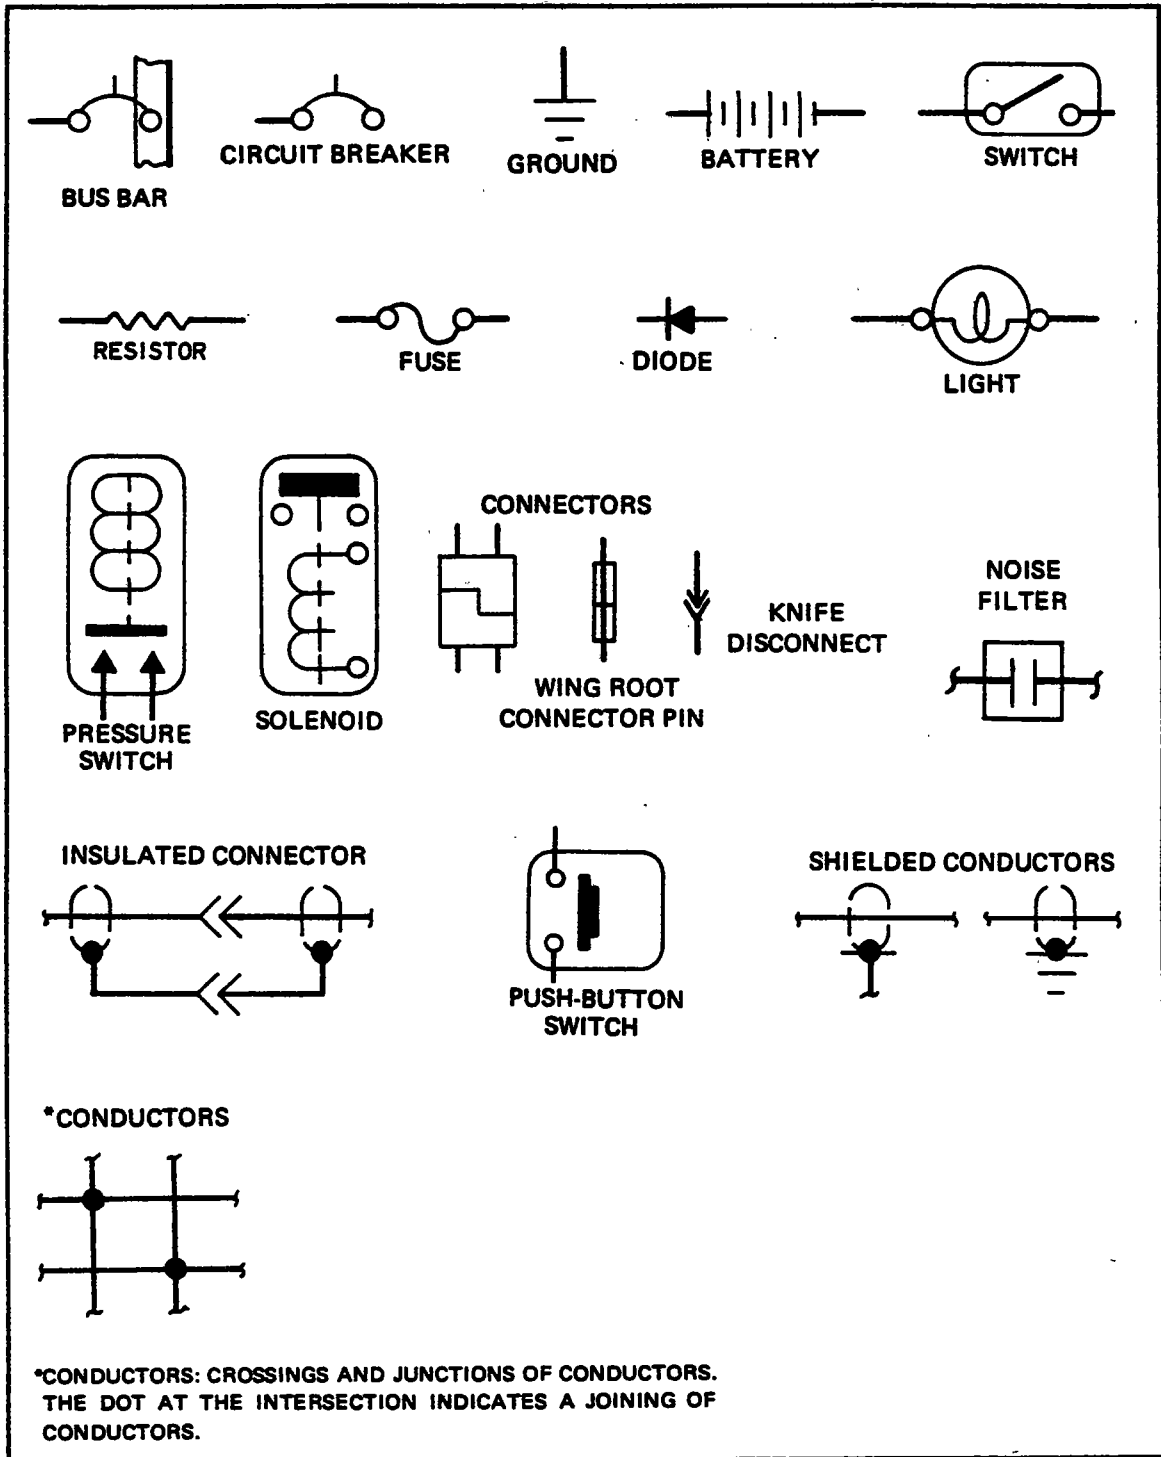 BUS BAR
CIRCUIT BREAKER
GROUND
BATTERY
SWITCH
RESISTOR
FUSE
DIODE
LIGHT
PRESSURE
SWITCH
SOLENOID
CONNECTORS
WING ROOT
CONNECTOR PIN
KNIFE
DISCONNECT
NOISE
FILTER
INSULATED CONNECTOR
PUSH-BUTTON
SWITCH
SHIELDED CONDUCTORS
*CONDUCTORS
*CONDUCTORS: CROSSINGS AND JUNCTIONS OF CONDUCTORS.
THE DOT AT THE INTERSECTION INDICATES A JOINING OF
CONDUCTORS.